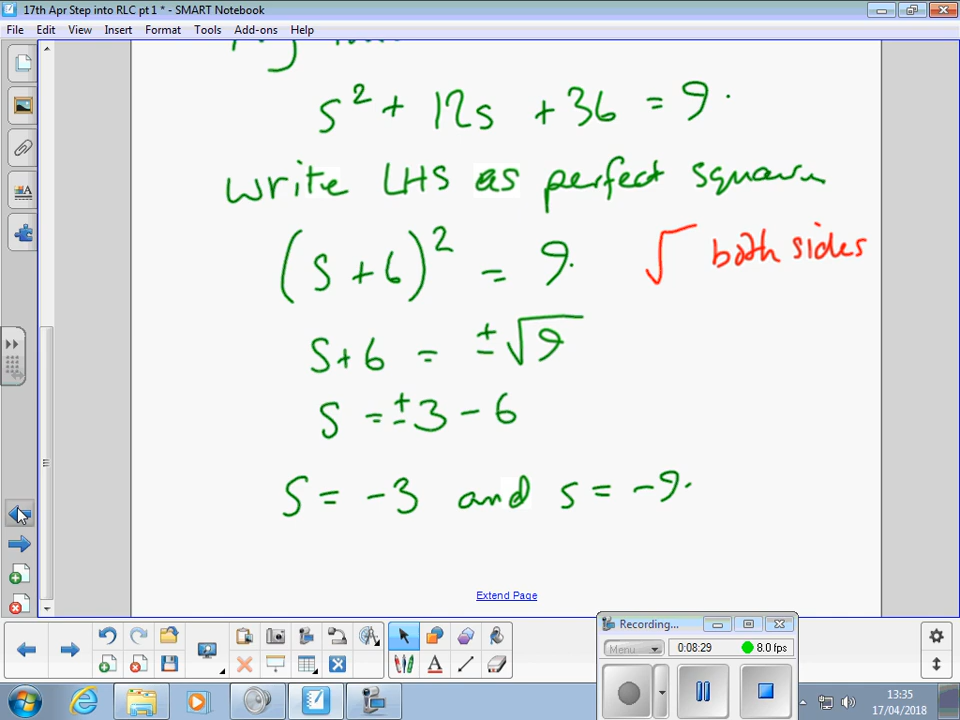 17th Apr Step into RLC pt 1 * - SMART Notebook
File Edit View Insert Format Tools Add-ons Help
s² + 12s + 36 = 9.
write LHS as perfect square
(s + 6)² = 9. √ both sides
s + 6 = ±√9
s = ±3 - 6
s = -3 and s = -9.
Extend Page
Recording...
Menu 0:08:29 8.0 fps
A
13:35
17/04/2018